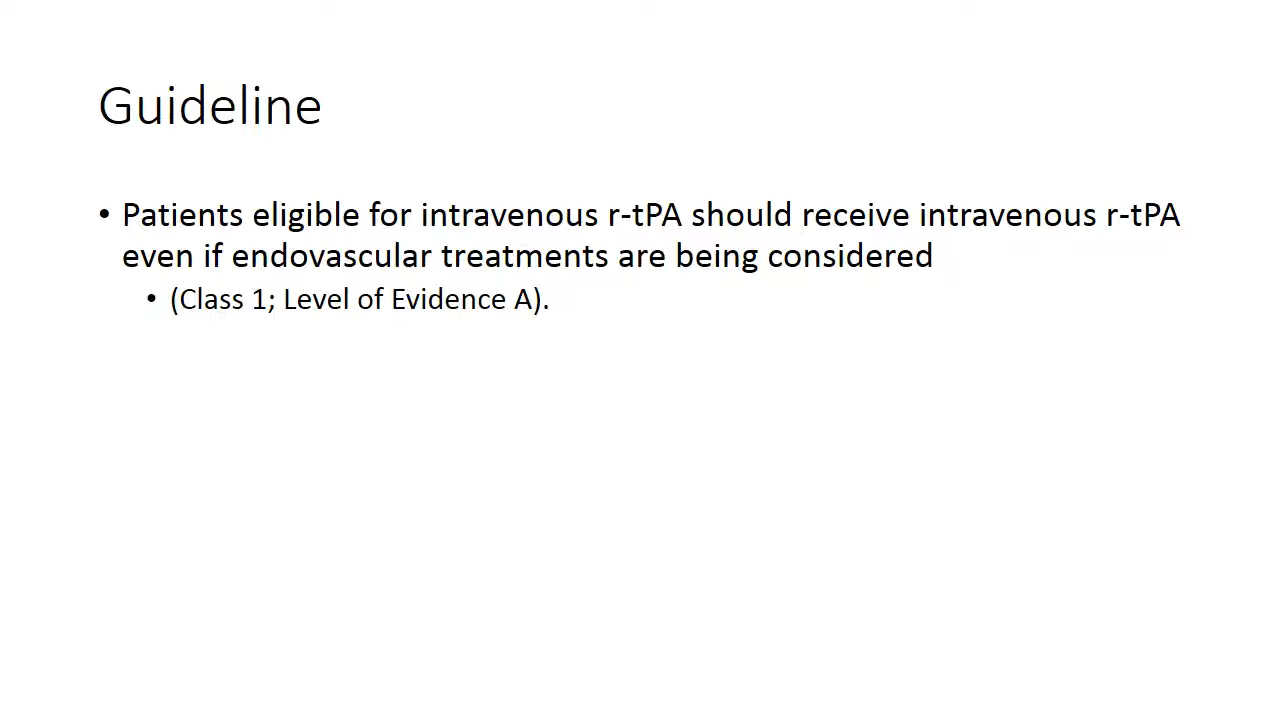 Guideline
• Patients eligible for intravenous r-tPA should receive intravenous r-tPA
even if endovascular treatments are being considered
• (Class 1; Level of Evidence A).